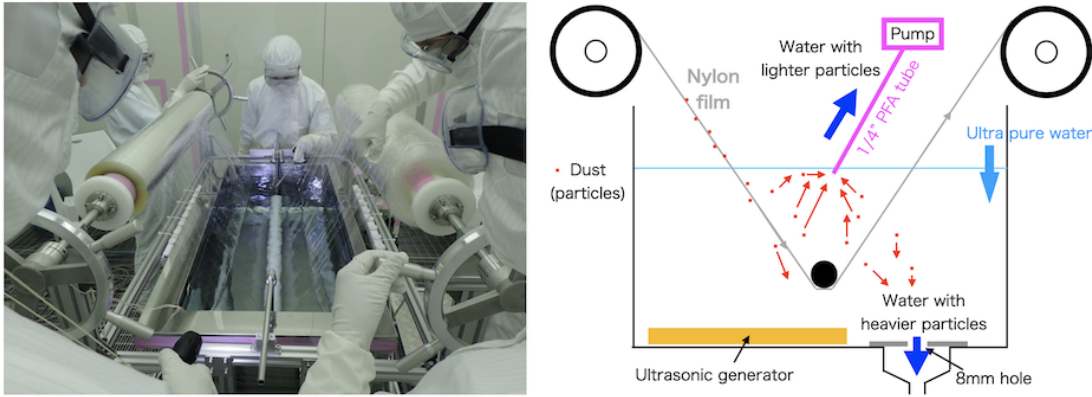 Pump
Water with
lighter particles
Nylon
film
1/4" PFA tube
Ultra pure water
Dust
(particles)
Water with
heavier particles
Ultrasonic generator
8mm hole